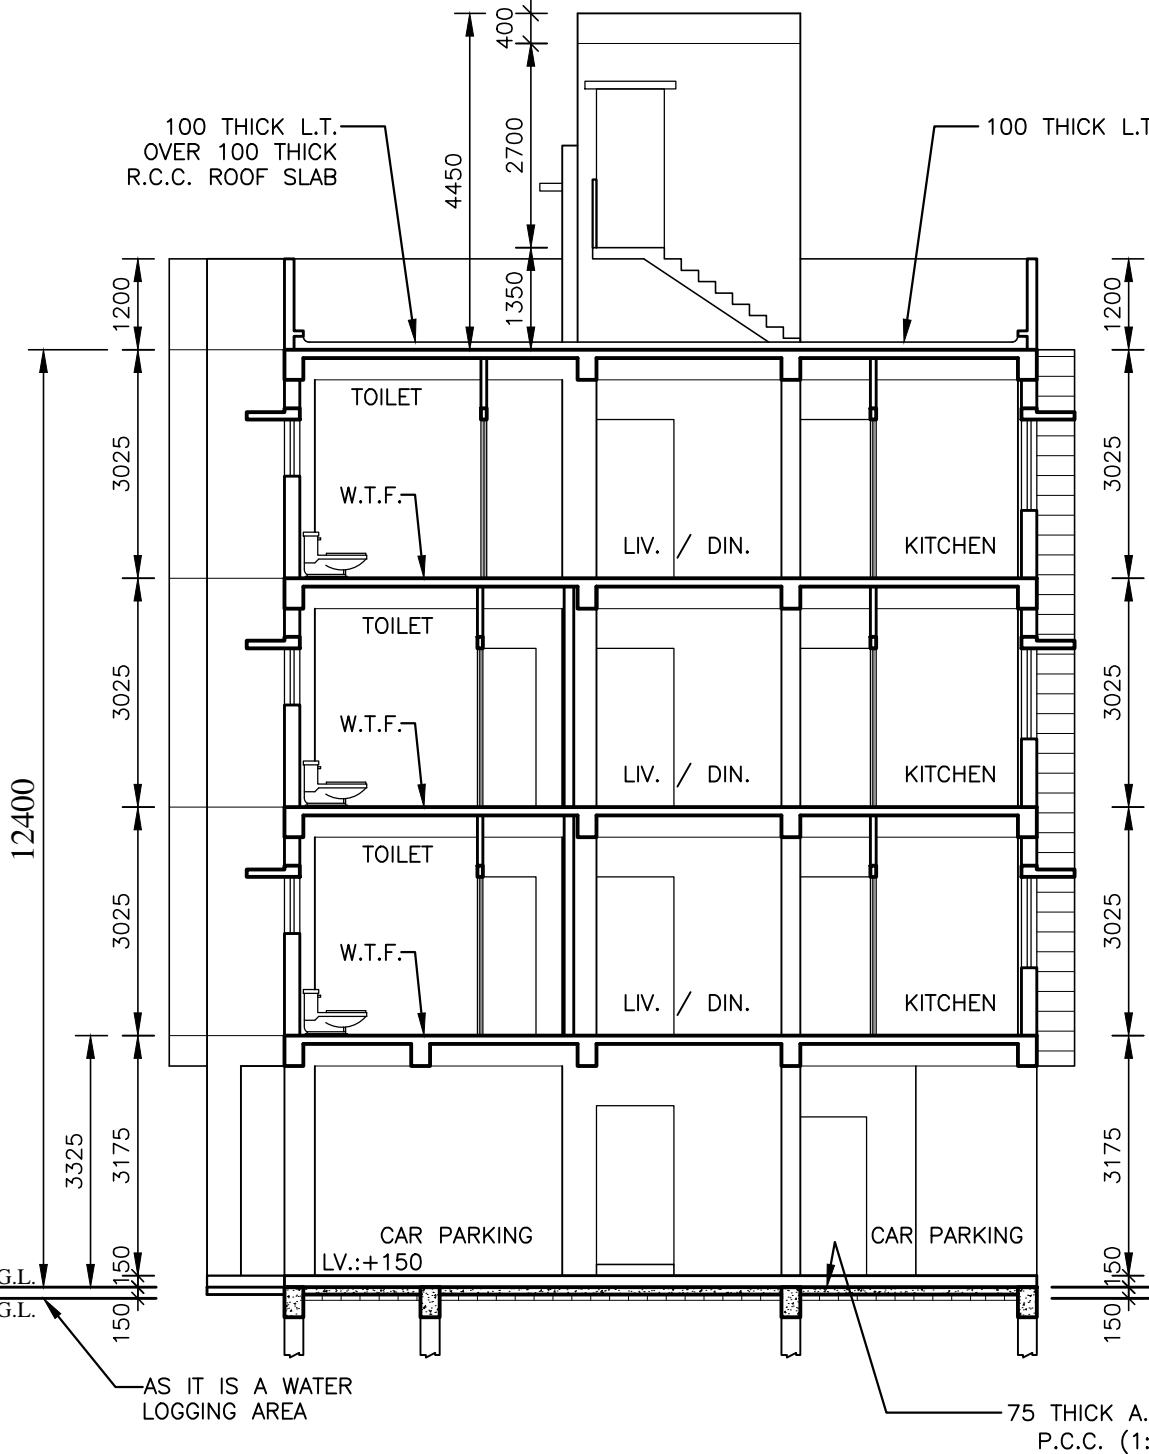 400
100 THICK L.T.
OVER 100 THICK
R.C.C. ROOF SLAB
100 THICK L.T
2700
4450
1350
1200
1200
TOILET
3025
3025
W.T.F.
LIV. / DIN.
KITCHEN
TOILET
3025
3025
W.T.F.
LIV. / DIN.
KITCHEN
12400
TOILET
3025
3025
W.T.F.
LIV. / DIN.
KITCHEN
3325
3175
3175
CAR PARKING
CAR PARKING
LV.:+150
150
150
G.L.
G.L.
150
150
AS IT IS A WATER
LOGGING AREA
75 THICK A.
P.C.C. (1: